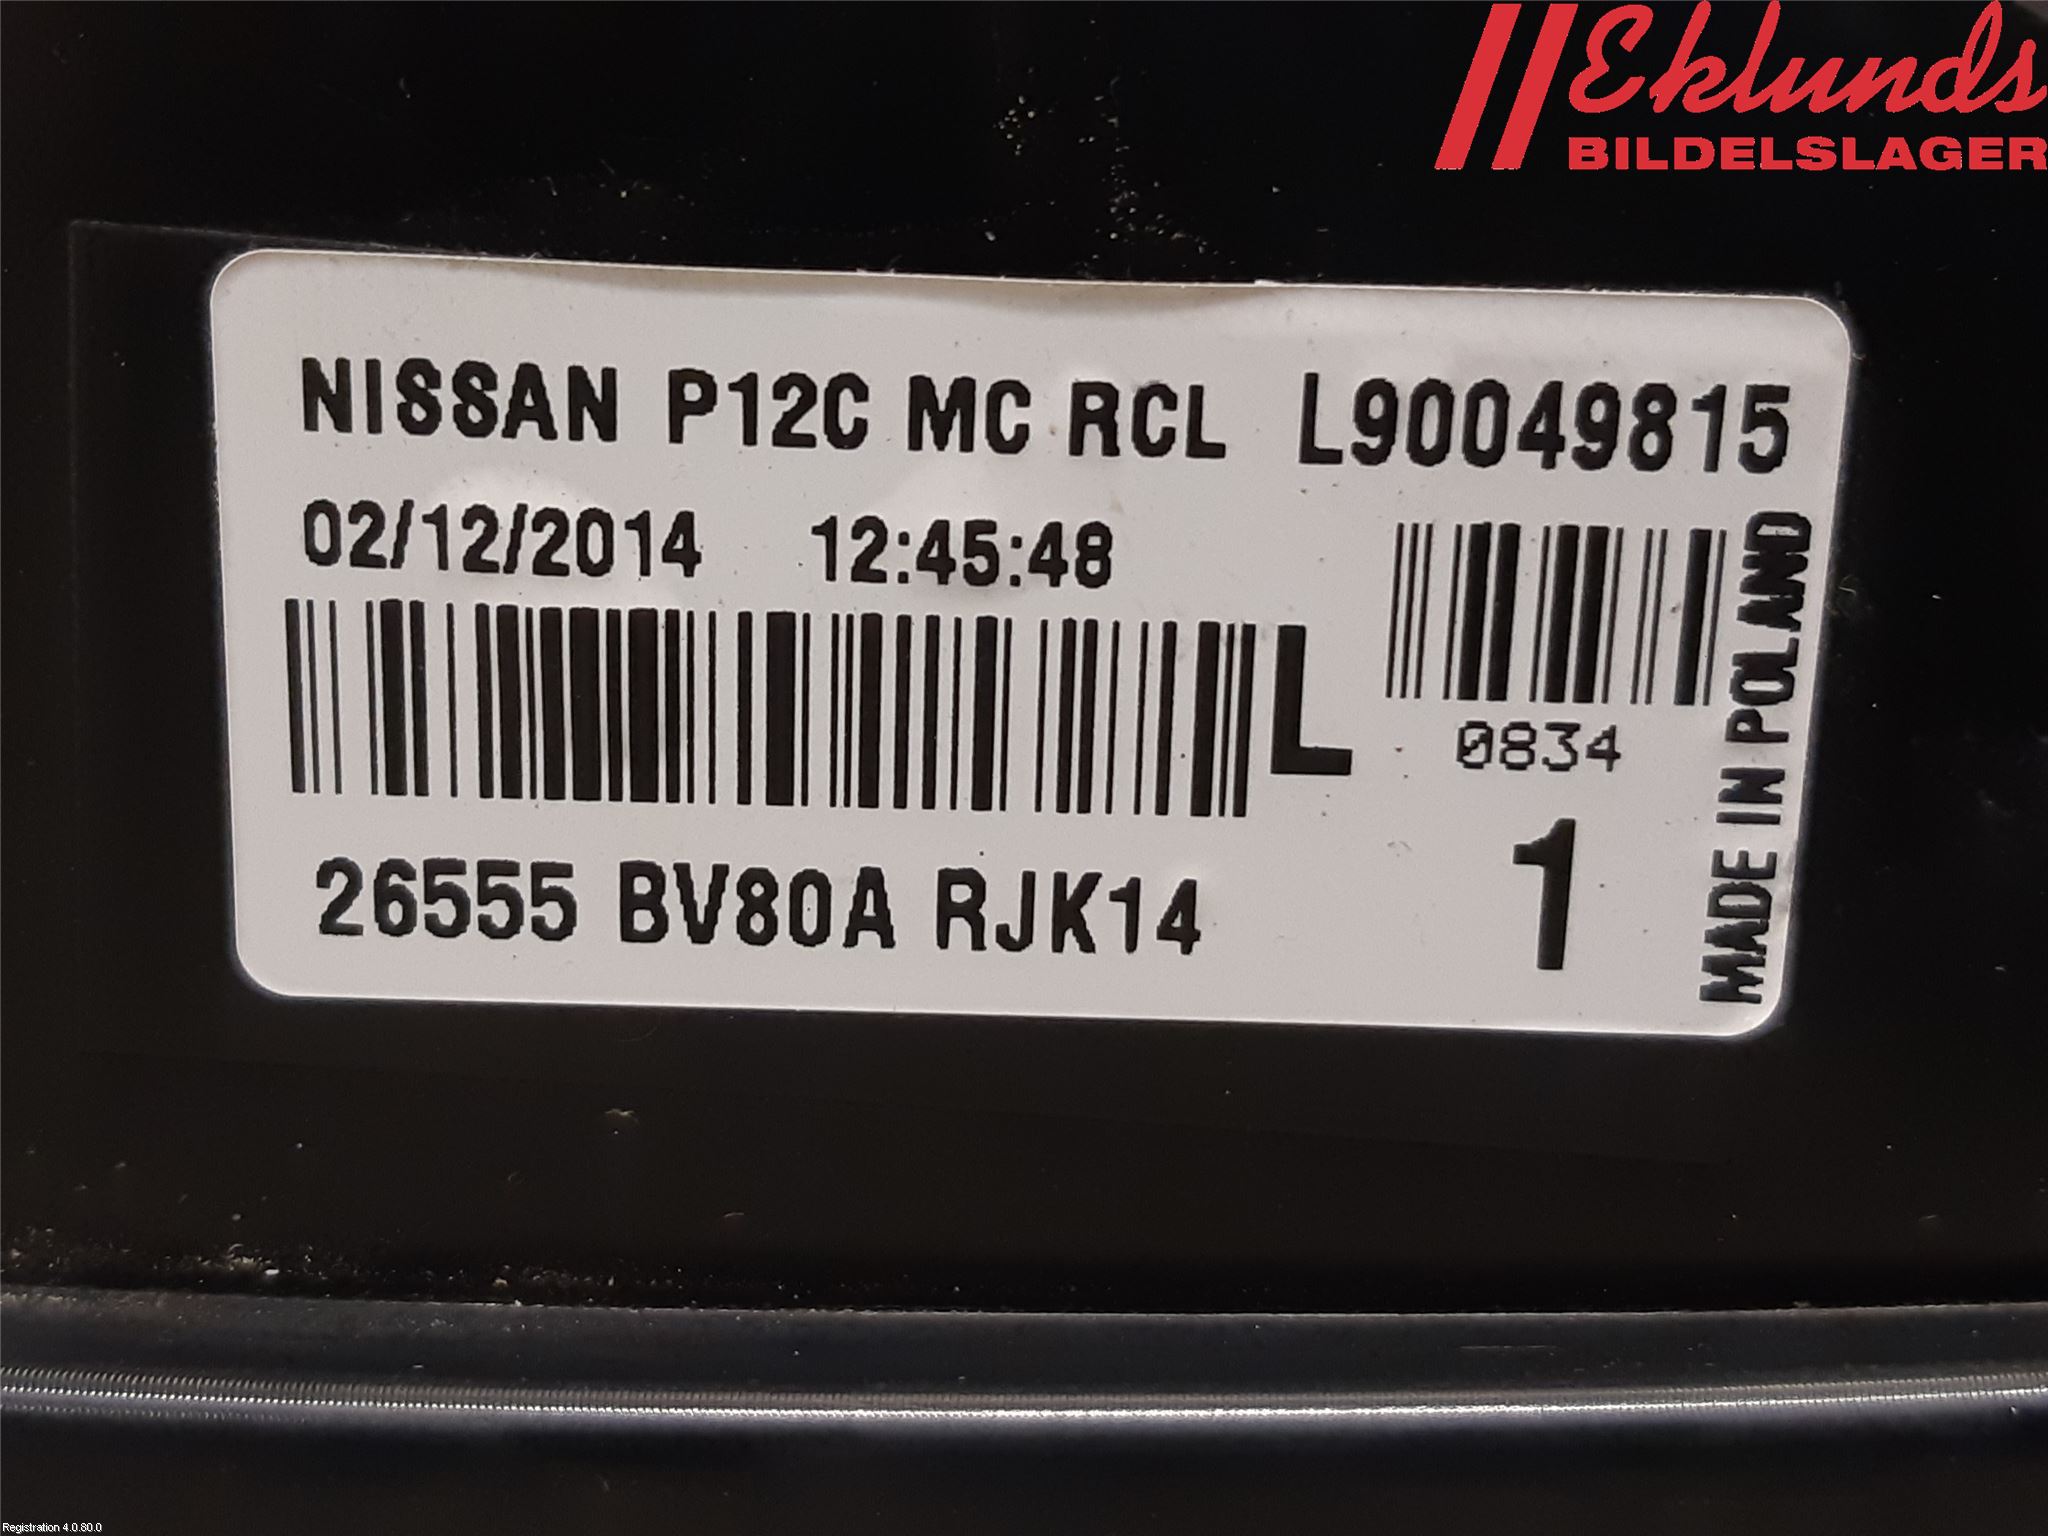 Eklunds
BILDELSLAGER
NISSAN P12C MC RCL L90049815
02/12/2014 12:45:48
L
0834
26555 BV80A RJK14
1
MADE IN POLAND
Registration 4.0.80.0